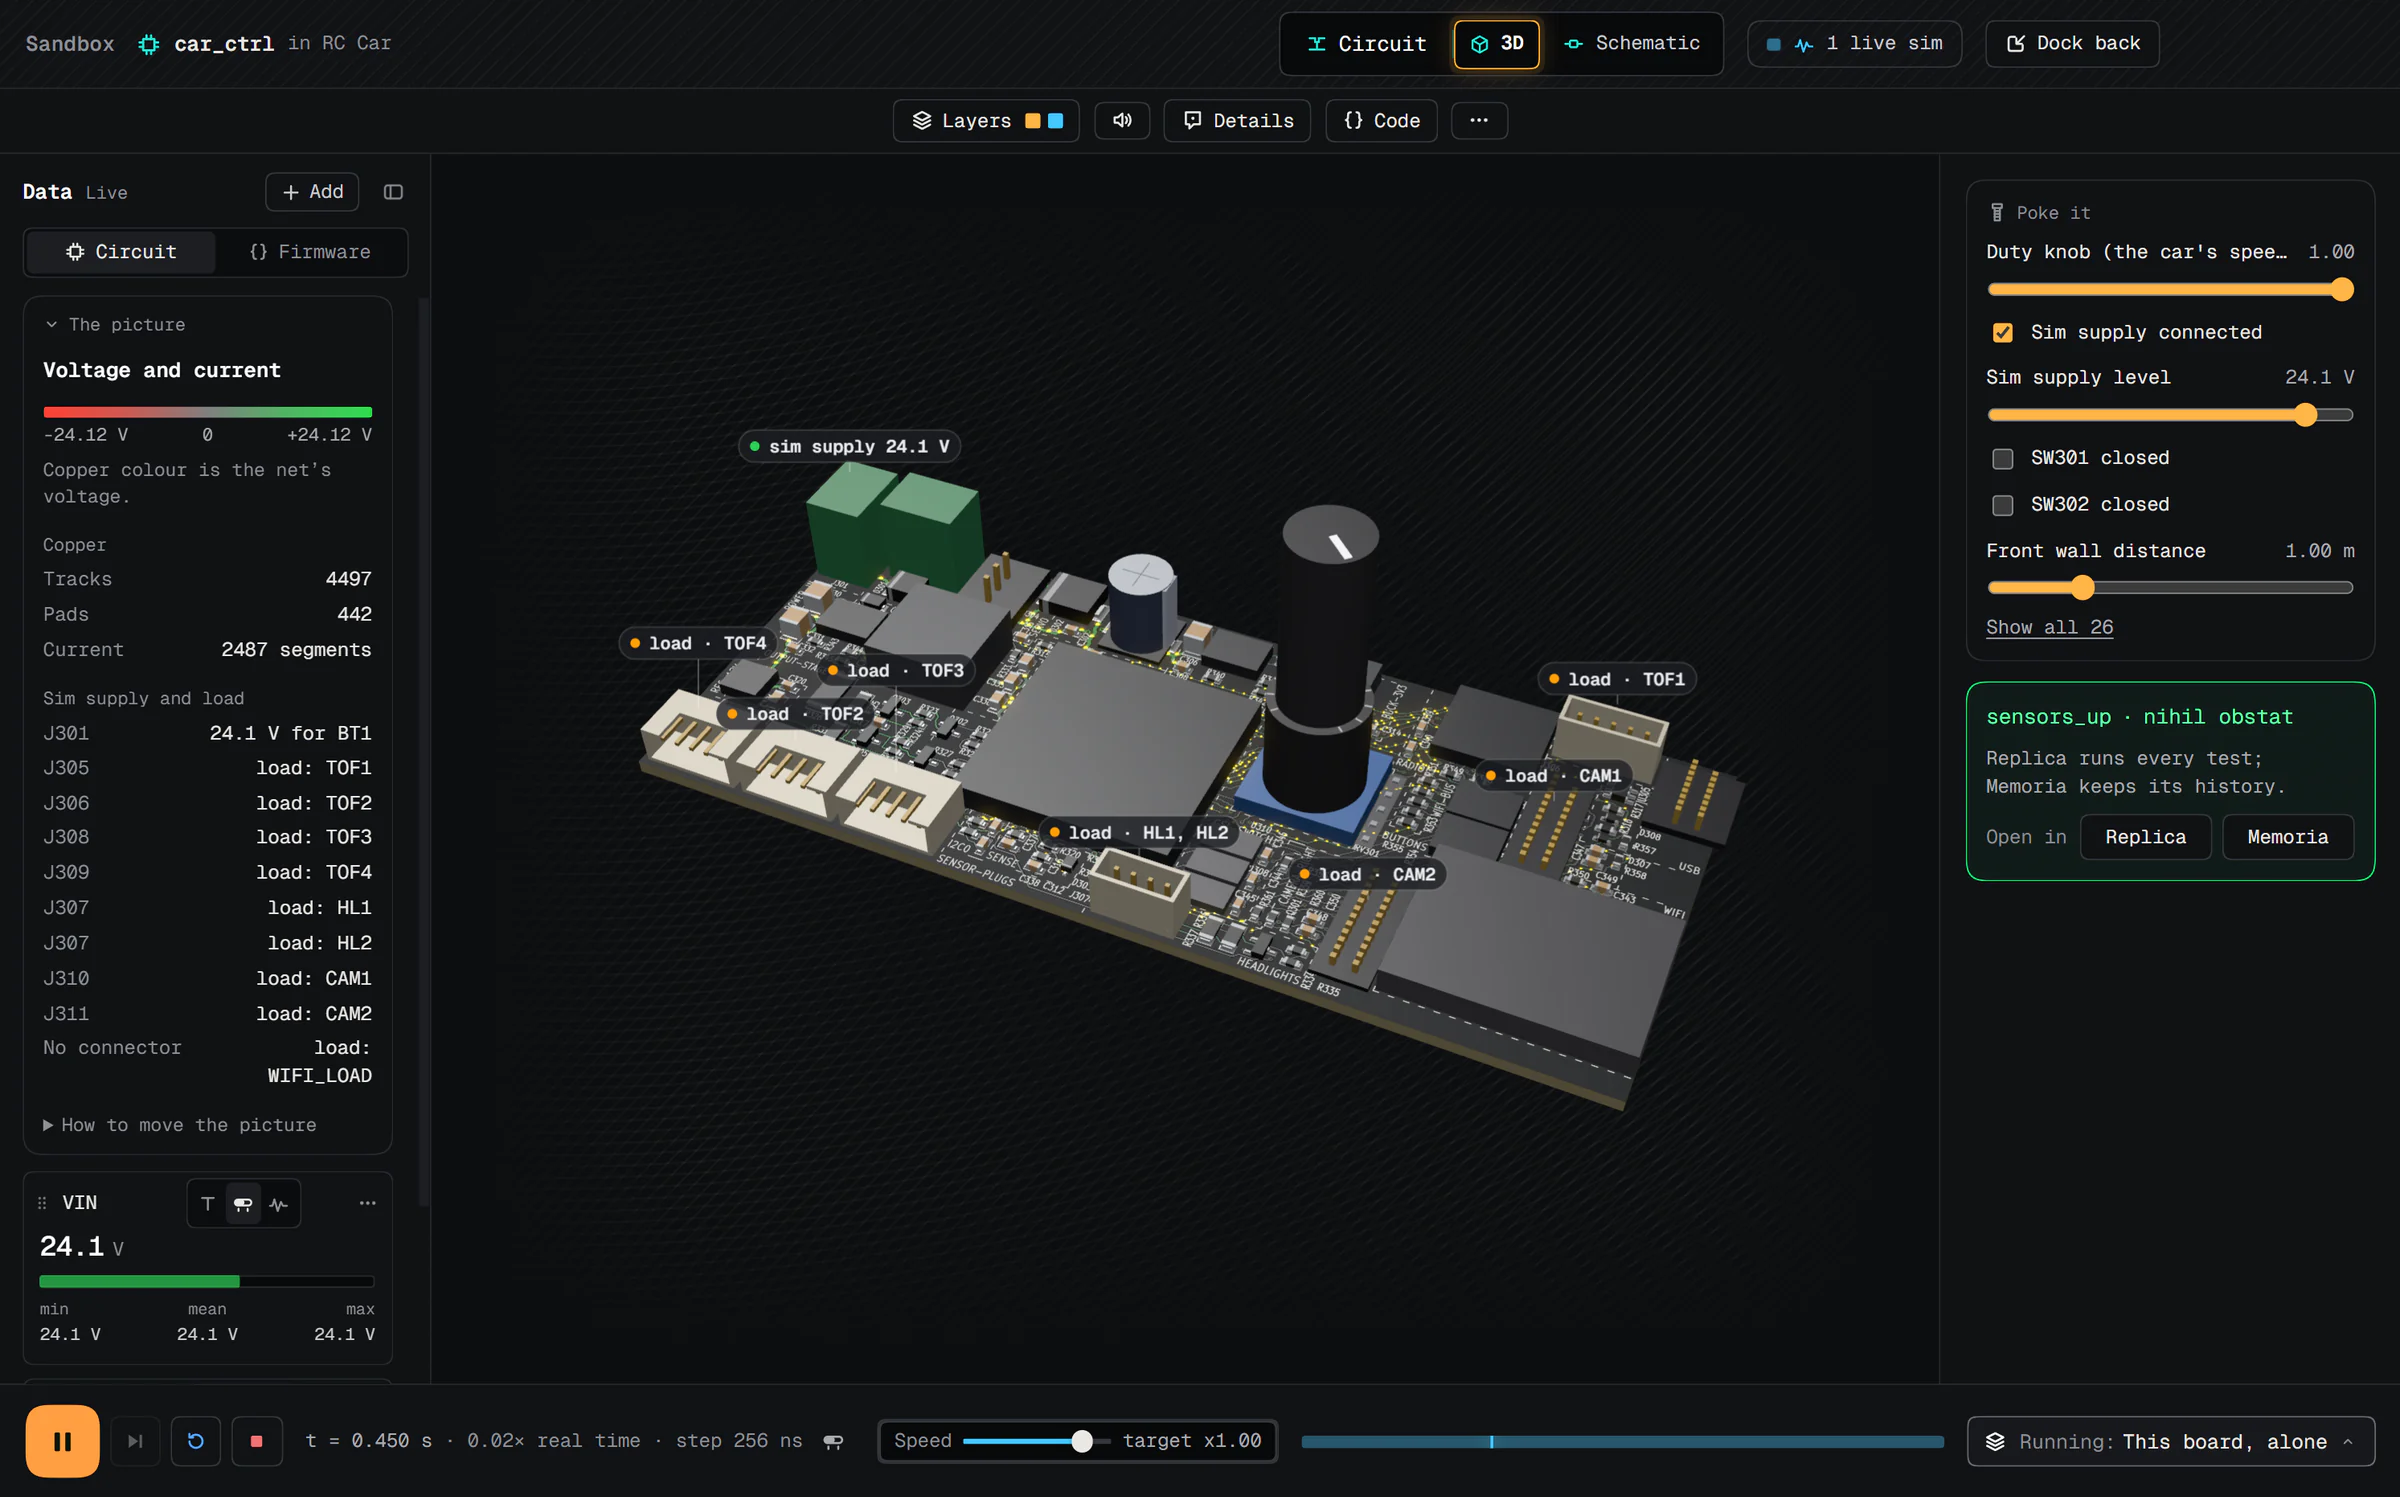 Sandbox car_ctrl in RC Car
Circuit 3D Schematic
1 live sim
Dock back
Layers
Details
{} Code
Data Live
+ Add
Circuit
{} Firmware
The picture
Voltage and current
-24.12 V 0 +24.12 V
Copper colour is the net's
voltage.
Copper
Tracks 4497
Pads 442
Current 2487 segments
Sim supply and load
J301 24.1 V for BT1
J305 load: TOF1
J306 load: TOF2
J308 load: TOF3
J309 load: TOF4
J307 load: HL1
J307 load: HL2
J310 load: CAM1
J311 load: CAM2
No connector load:
WIFI_LOAD
How to move the picture
VIN
T
24.1 V
min mean max
24.1 V 24.1 V 24.1 V
sim supply 24.1 V
load · TOF4
load · TOF3
load · TOF2
load · TOF1
load · CAM1
load · HL1, HL2
load · CAM2
SENSOR-PLUGS
I2C0
SENSE
HEADLIGHTS
R335
BUTTONS
USB
WIFI
Poke it
Duty knob (the car's spee… 1.00
Sim supply connected
Sim supply level 24.1 V
SW301 closed
SW302 closed
Front wall distance 1.00 m
Show all 26
sensors_up · nihil obstat
Replica runs every test;
Memoria keeps its history.
Open in Replica Memoria
t = 0.450 s · 0.02× real time · step 256 ns
Speed target x1.00
Running: This board, alone